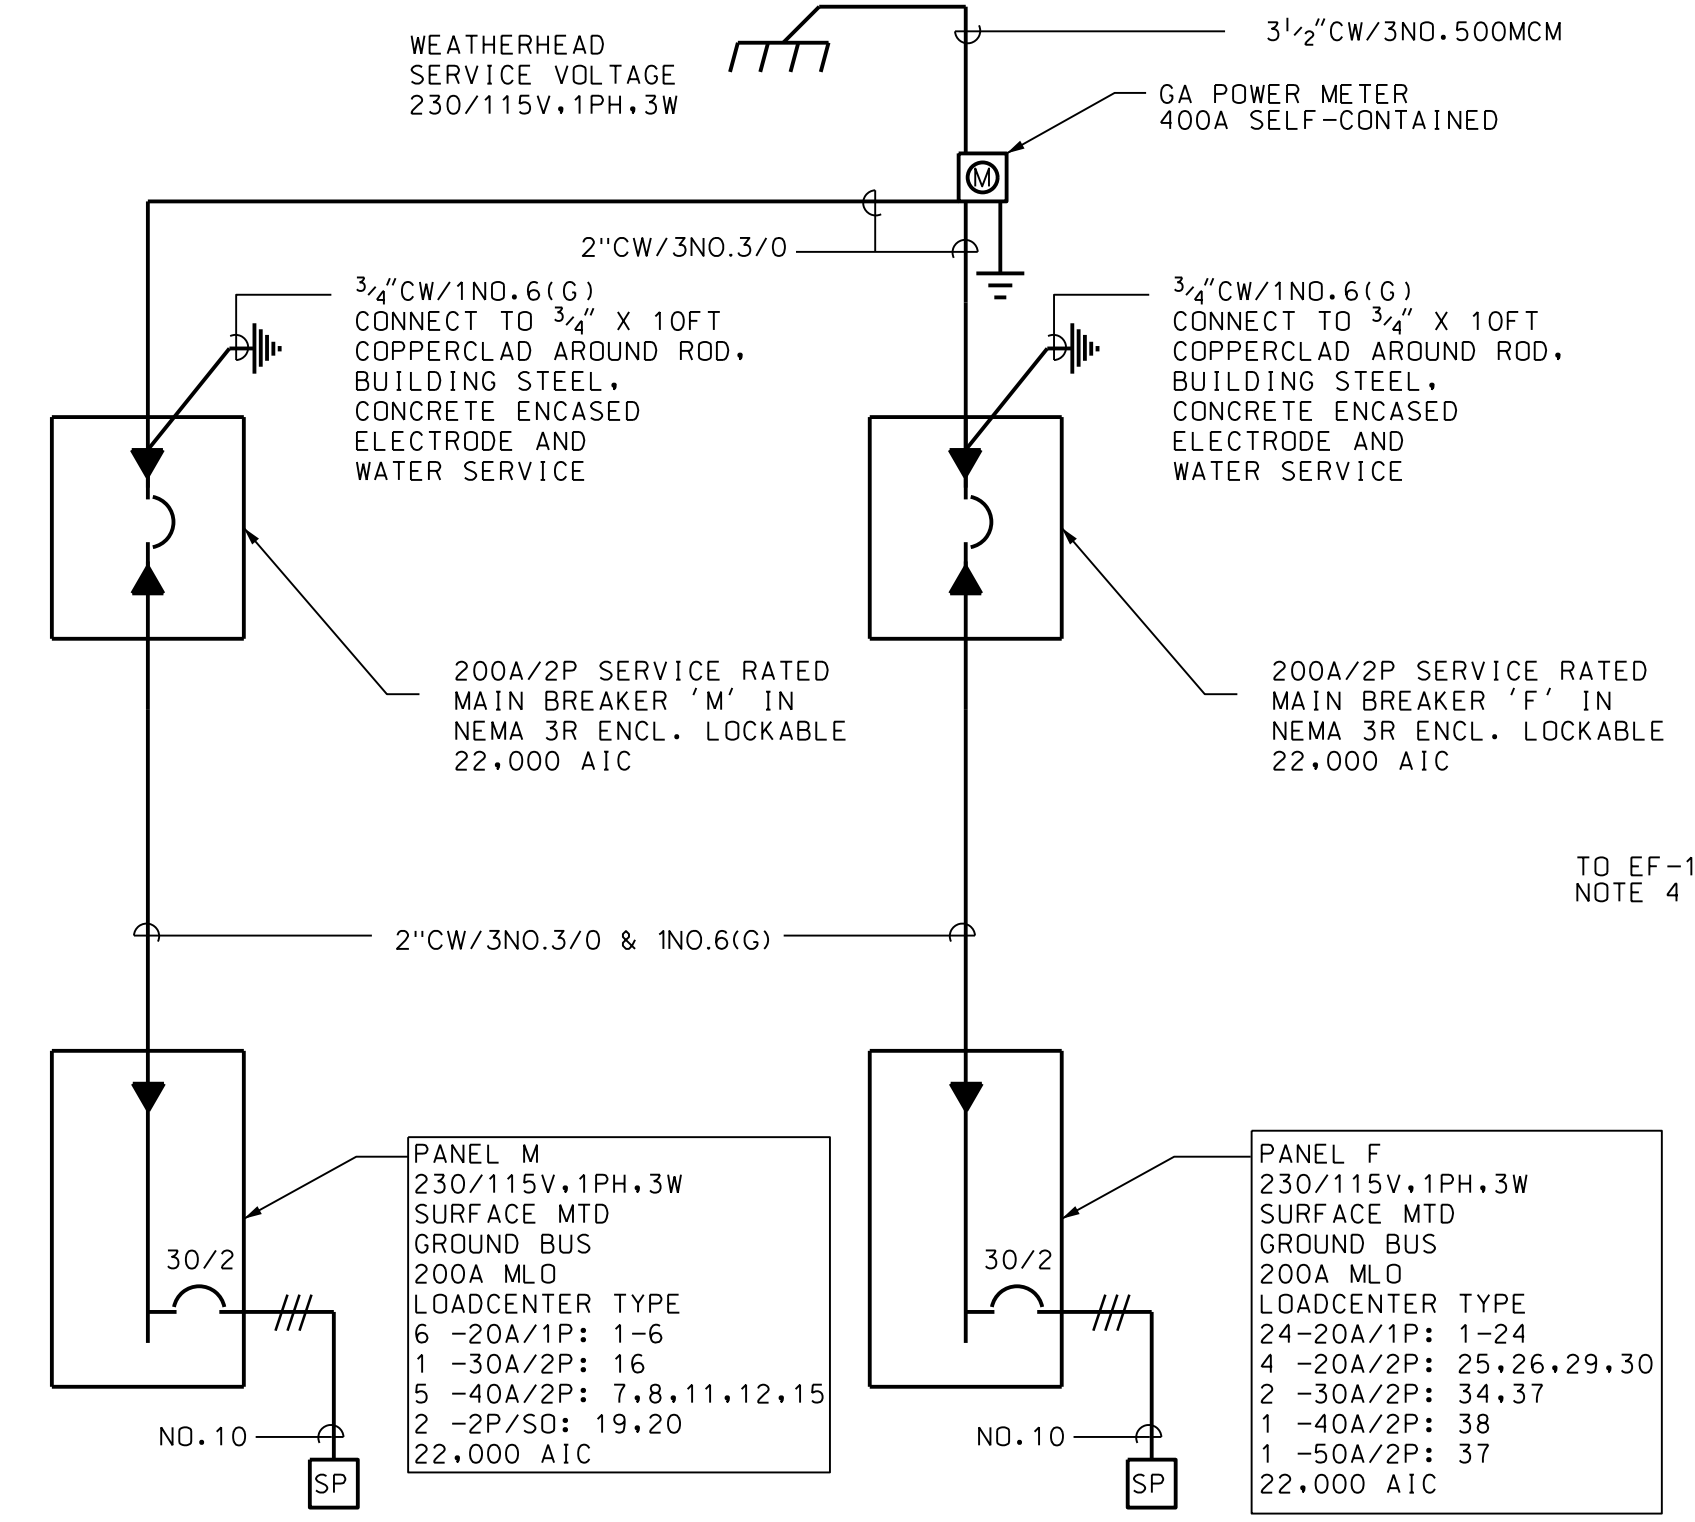 WEATHERHEAD
SERVICE VOLTAGE
230/115V,1PH,3W
3 1/2"CW/3NO.500MCM
GA POWER METER
400A SELF-CONTAINED
M
2"CW/3NO.3/0
3/4"CW/1NO.6(G)
CONNECT TO 3/4" X 10FT
COPPERCLAD AROUND ROD,
BUILDING STEEL,
CONCRETE ENCASED
ELECTRODE AND
WATER SERVICE
3/4"CW/1NO.6(G)
CONNECT TO 3/4" X 10FT
COPPERCLAD AROUND ROD,
BUILDING STEEL,
CONCRETE ENCASED
ELECTRODE AND
WATER SERVICE
200A/2P SERVICE RATED
MAIN BREAKER 'M' IN
NEMA 3R ENCL. LOCKABLE
22,000 AIC
200A/2P SERVICE RATED
MAIN BREAKER 'F' IN
NEMA 3R ENCL. LOCKABLE
22,000 AIC
TO EF-1
NOTE 4
2"CW/3NO.3/0 & 1NO.6(G)
30/2
PANEL M
230/115V,1PH,3W
SURFACE MTD
GROUND BUS
200A MLO
LOADCENTER TYPE
6 -20A/1P: 1-6
1 -30A/2P: 16
5 -40A/2P: 7,8,11,12,15
2 -2P/SO: 19,20
22,000 AIC
NO.10
SP
30/2
PANEL F
230/115V,1PH,3W
SURFACE MTD
GROUND BUS
200A MLO
LOADCENTER TYPE
24-20A/1P: 1-24
4 -20A/2P: 25,26,29,30
2 -30A/2P: 34,37
1 -40A/2P: 38
1 -50A/2P: 37
22,000 AIC
NO.10
SP